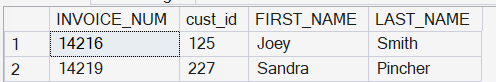 INVOICE_NUM cust_id FIRST_NAME LAST_NAME
1 14216 125 Joey Smith
2 14219 227 Sandra Pincher